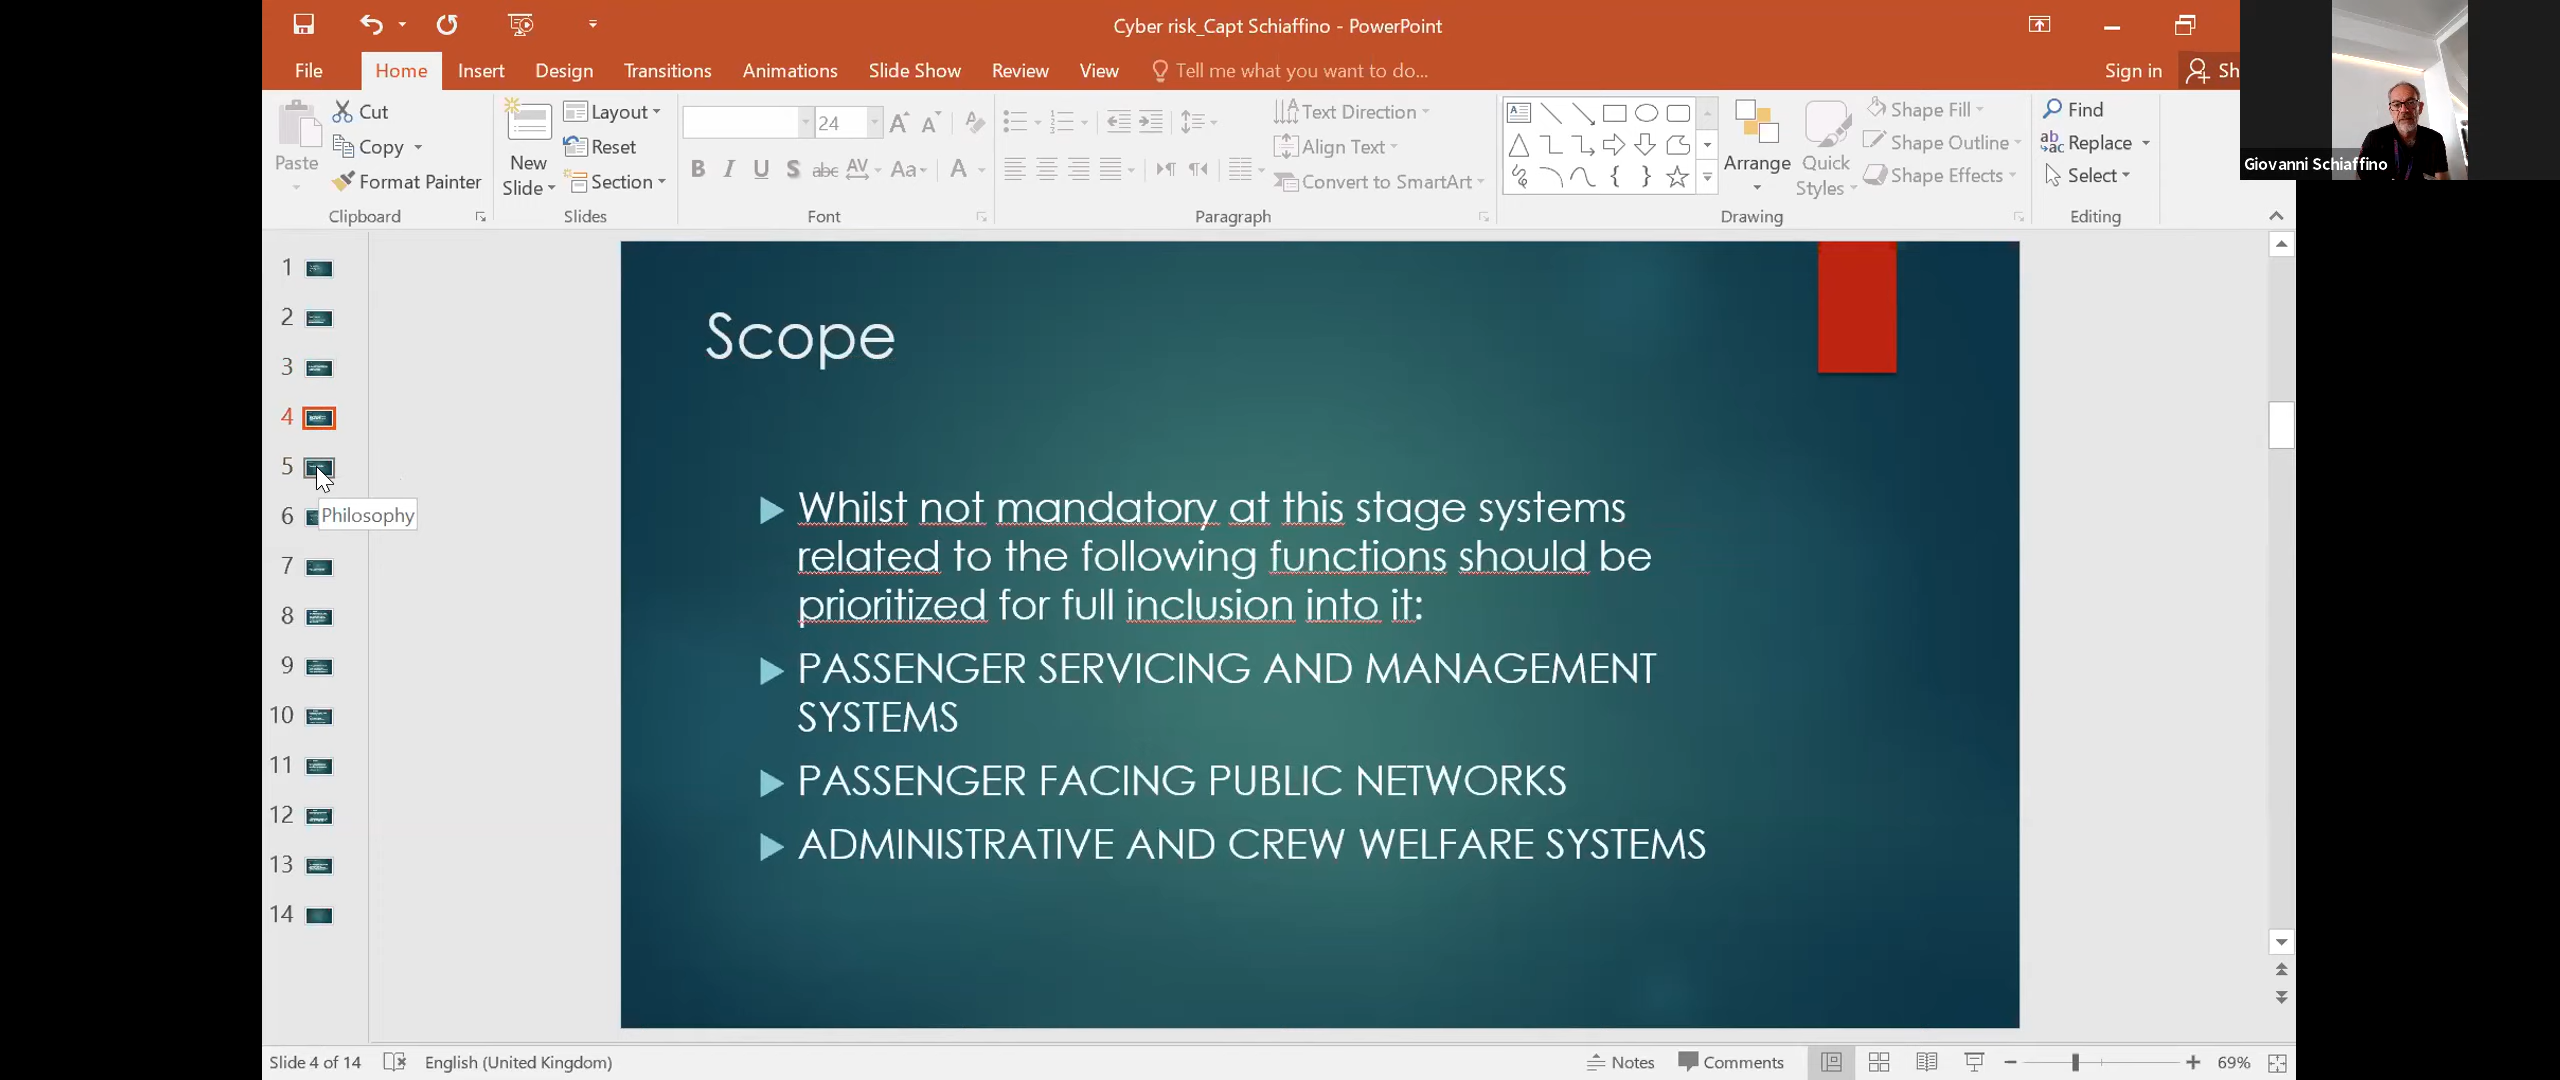 Cyber risk_Capt Schiaffino - PowerPoint
File Home Insert Design Transitions Animations Slide Show Review View Tell me what you want to do... Sign in Sh
Giovanni Schiaffino
Paste
Cut
Copy
Format Painter
Clipboard
New
Slide
Layout
Reset
Section
Slides
24
B I U S abc AV Aa A
Font
Text Direction
Align Text
Convert to SmartArt
Paragraph
Arrange
Quick
Styles
Shape Fill
Shape Outline
Shape Effects
Drawing
Find
Replace
Select
Editing
1
2
3
4
5
6
Philosophy
7
8
9
10
11
12
13
14
Scope
Whilst not mandatory at this stage systems
related to the following functions should be
prioritized for full inclusion into it:
PASSENGER SERVICING AND MANAGEMENT
SYSTEMS
PASSENGER FACING PUBLIC NETWORKS
ADMINISTRATIVE AND CREW WELFARE SYSTEMS
Slide 4 of 14 English (United Kingdom) Notes Comments 69%